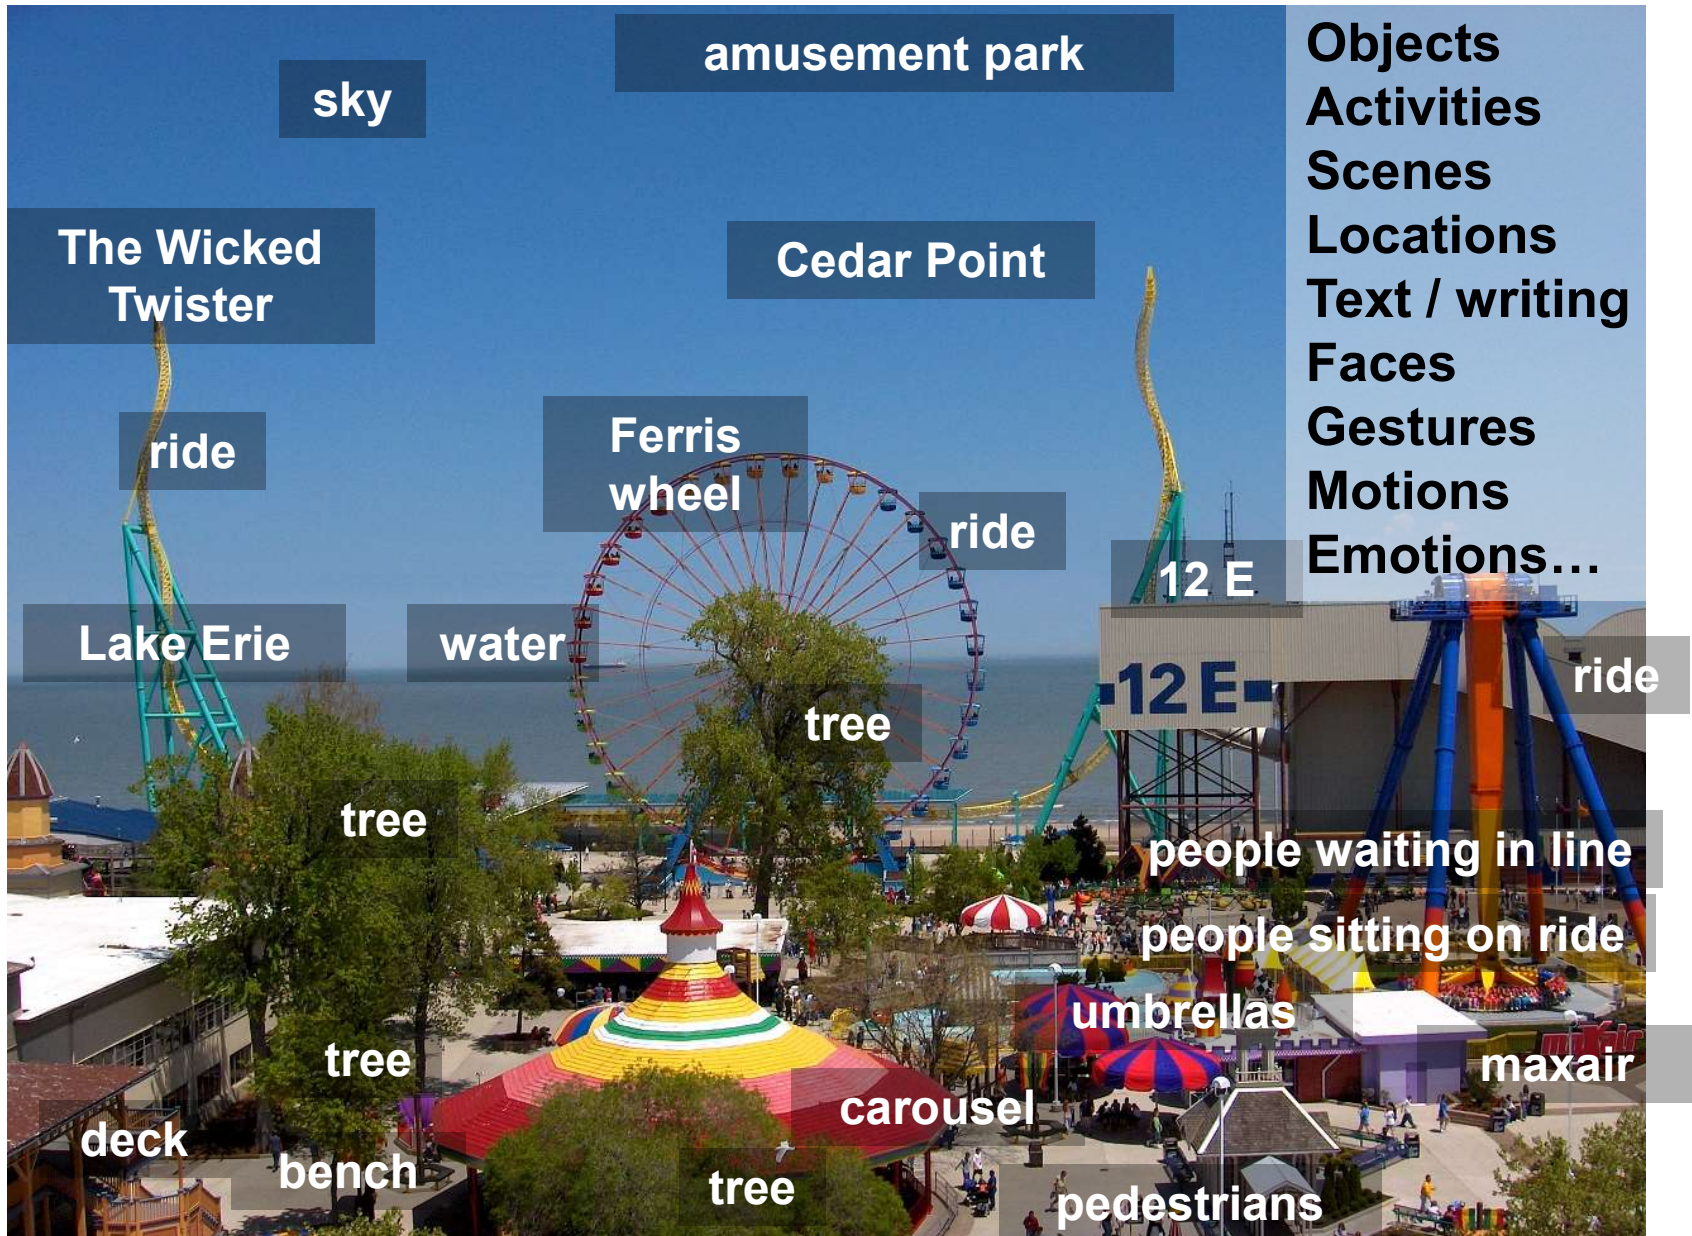 amusement park
sky
Objects
Activities
Scenes
Locations
Text / writing
Faces
Gestures
Motions
Emotions…
The Wicked
Twister
Cedar Point
ride
Ferris
wheel
ride
12 E
Lake Erie
water
ride
12 E
tree
tree
people waiting in line
people sitting on ride
umbrellas
tree
maxair
maXair
carousel
deck
bench
tree
pedestrians